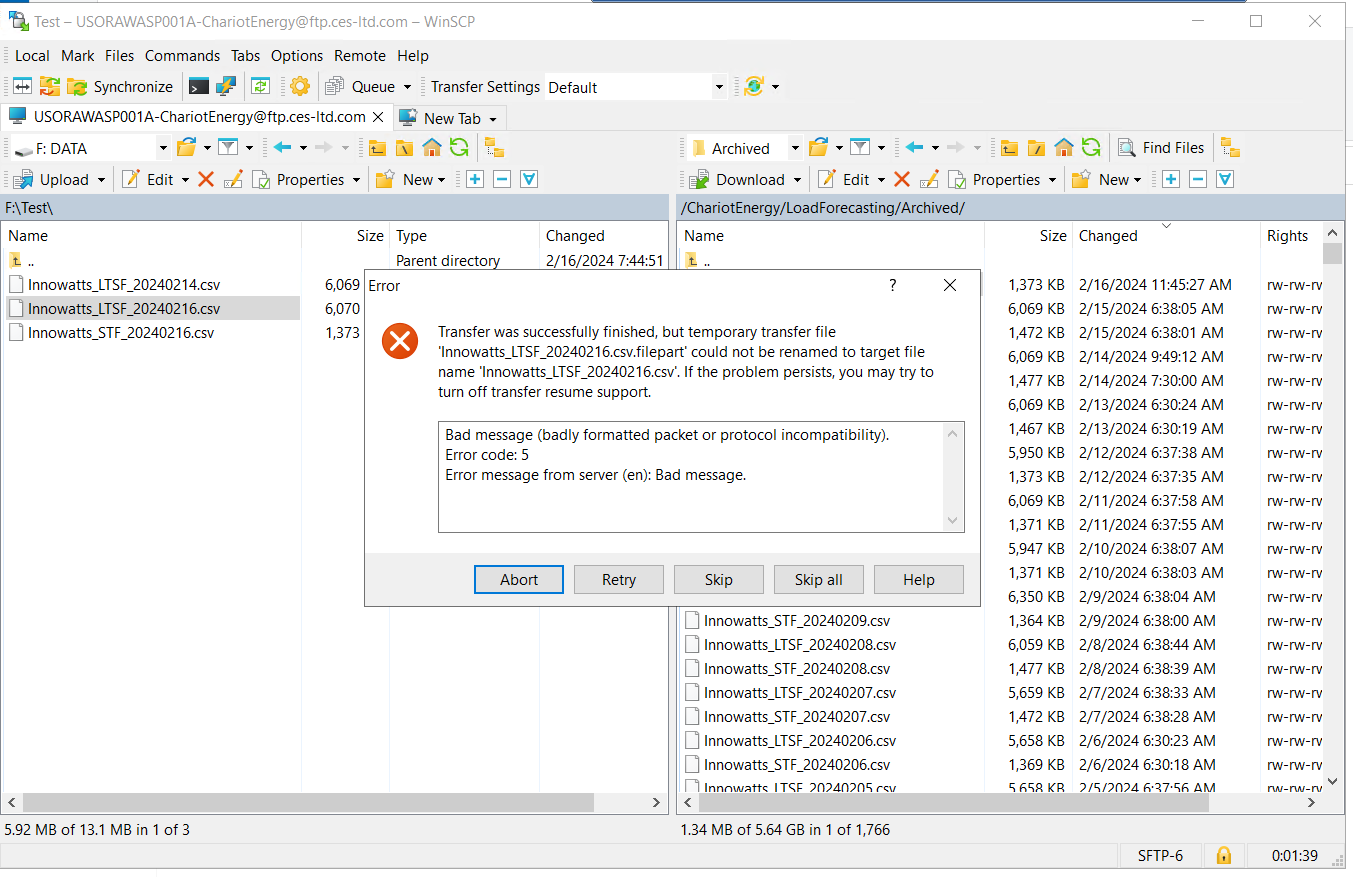 Test – USORAWASP001A-ChariotEnergy@ftp.ces-ltd.com – WinSCP
Local Mark Files Commands Tabs Options Remote Help
Synchronize Queue Transfer Settings Default
USORAWASP001A-ChariotEnergy@ftp.ces-ltd.com New Tab
F: DATA Archived Find Files
Upload Edit Properties New Download Edit Properties New
F:\Test\ /ChariotEnergy/LoadForecasting/Archived/
Name Size Type Changed Name Size Changed Rights
.. Parent directory 2/16/2024 7:44:51 ..
Innowatts_LTSF_20240214.csv 6,069 1,373 KB 2/16/2024 11:45:27 AM rw-rw-rw
Innowatts_LTSF_20240216.csv 6,070 6,069 KB 2/15/2024 6:38:05 AM rw-rw-rw
Innowatts_STF_20240216.csv 1,373 1,472 KB 2/15/2024 6:38:01 AM rw-rw-rw
6,069 KB 2/14/2024 9:49:12 AM rw-rw-rw
1,477 KB 2/14/2024 7:30:00 AM rw-rw-rw
6,069 KB 2/13/2024 6:30:24 AM rw-rw-rw
1,467 KB 2/13/2024 6:30:19 AM rw-rw-rw
5,950 KB 2/12/2024 6:37:38 AM rw-rw-rw
1,373 KB 2/12/2024 6:37:35 AM rw-rw-rw
6,069 KB 2/11/2024 6:37:58 AM rw-rw-rw
1,371 KB 2/11/2024 6:37:55 AM rw-rw-rw
5,947 KB 2/10/2024 6:38:07 AM rw-rw-rw
1,371 KB 2/10/2024 6:38:03 AM rw-rw-rw
6,350 KB 2/9/2024 6:38:04 AM rw-rw-rw
Innowatts_STF_20240209.csv 1,364 KB 2/9/2024 6:38:00 AM rw-rw-rw
Innowatts_LTSF_20240208.csv 6,059 KB 2/8/2024 6:38:44 AM rw-rw-rw
Innowatts_STF_20240208.csv 1,477 KB 2/8/2024 6:38:39 AM rw-rw-rw
Innowatts_LTSF_20240207.csv 5,659 KB 2/7/2024 6:38:33 AM rw-rw-rw
Innowatts_STF_20240207.csv 1,472 KB 2/7/2024 6:38:28 AM rw-rw-rw
Innowatts_LTSF_20240206.csv 5,658 KB 2/6/2024 6:30:23 AM rw-rw-rw
Innowatts_STF_20240206.csv 1,369 KB 2/6/2024 6:30:18 AM rw-rw-rw
Innowatts_LTSF_20240205.csv 5,658 KB 2/5/2024 6:37:56 AM rw-rw-rw
Error ?
Transfer was successfully finished, but temporary transfer file
'Innowatts_LTSF_20240216.csv.filepart' could not be renamed to target file
name 'Innowatts_LTSF_20240216.csv'. If the problem persists, you may try to
turn off transfer resume support.
Bad message (badly formatted packet or protocol incompatibility).
Error code: 5
Error message from server (en): Bad message.
Abort Retry Skip Skip all Help
5.92 MB of 13.1 MB in 1 of 3 1.34 MB of 5.64 GB in 1 of 1,766
SFTP-6 0:01:39